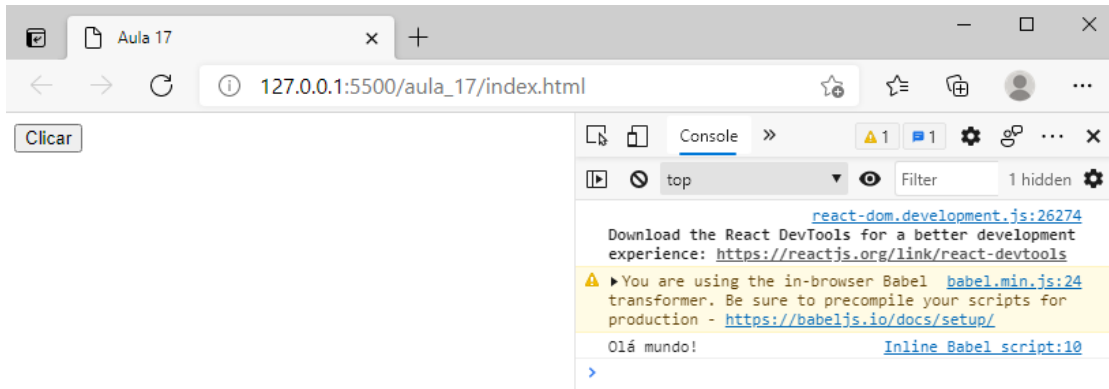 Aula 17
127.0.0.1:5500/aula_17/index.html
Clicar
Console
1
1
top
Filter
1 hidden
react-dom.development.js:26274
Download the React DevTools for a better development
experience: https://reactjs.org/link/react-devtools
You are using the in-browser Babel babel.min.js:24
transformer. Be sure to precompile your scripts for
production - https://babeljs.io/docs/setup/
Olá mundo! Inline Babel script:10